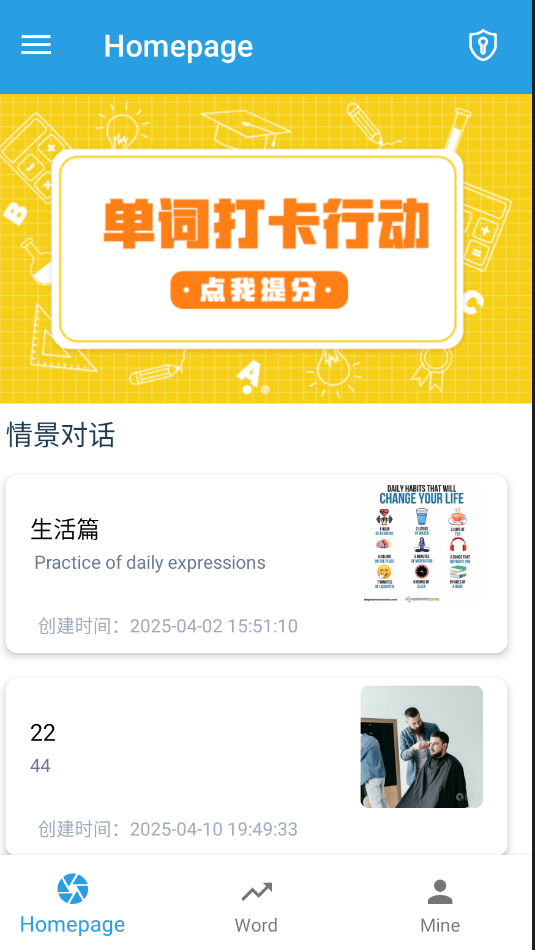 Homepage
单词打卡行动
·点我提分·
B
C
A
情景对话
DAILY HABITS THAT WILL
CHANGE YOUR LIFE
生活篇
Practice of daily expressions
创建时间：2025-04-02 15:51:10
22
44
创建时间：2025-04-10 19:49:33
Homepage
Word
Mine